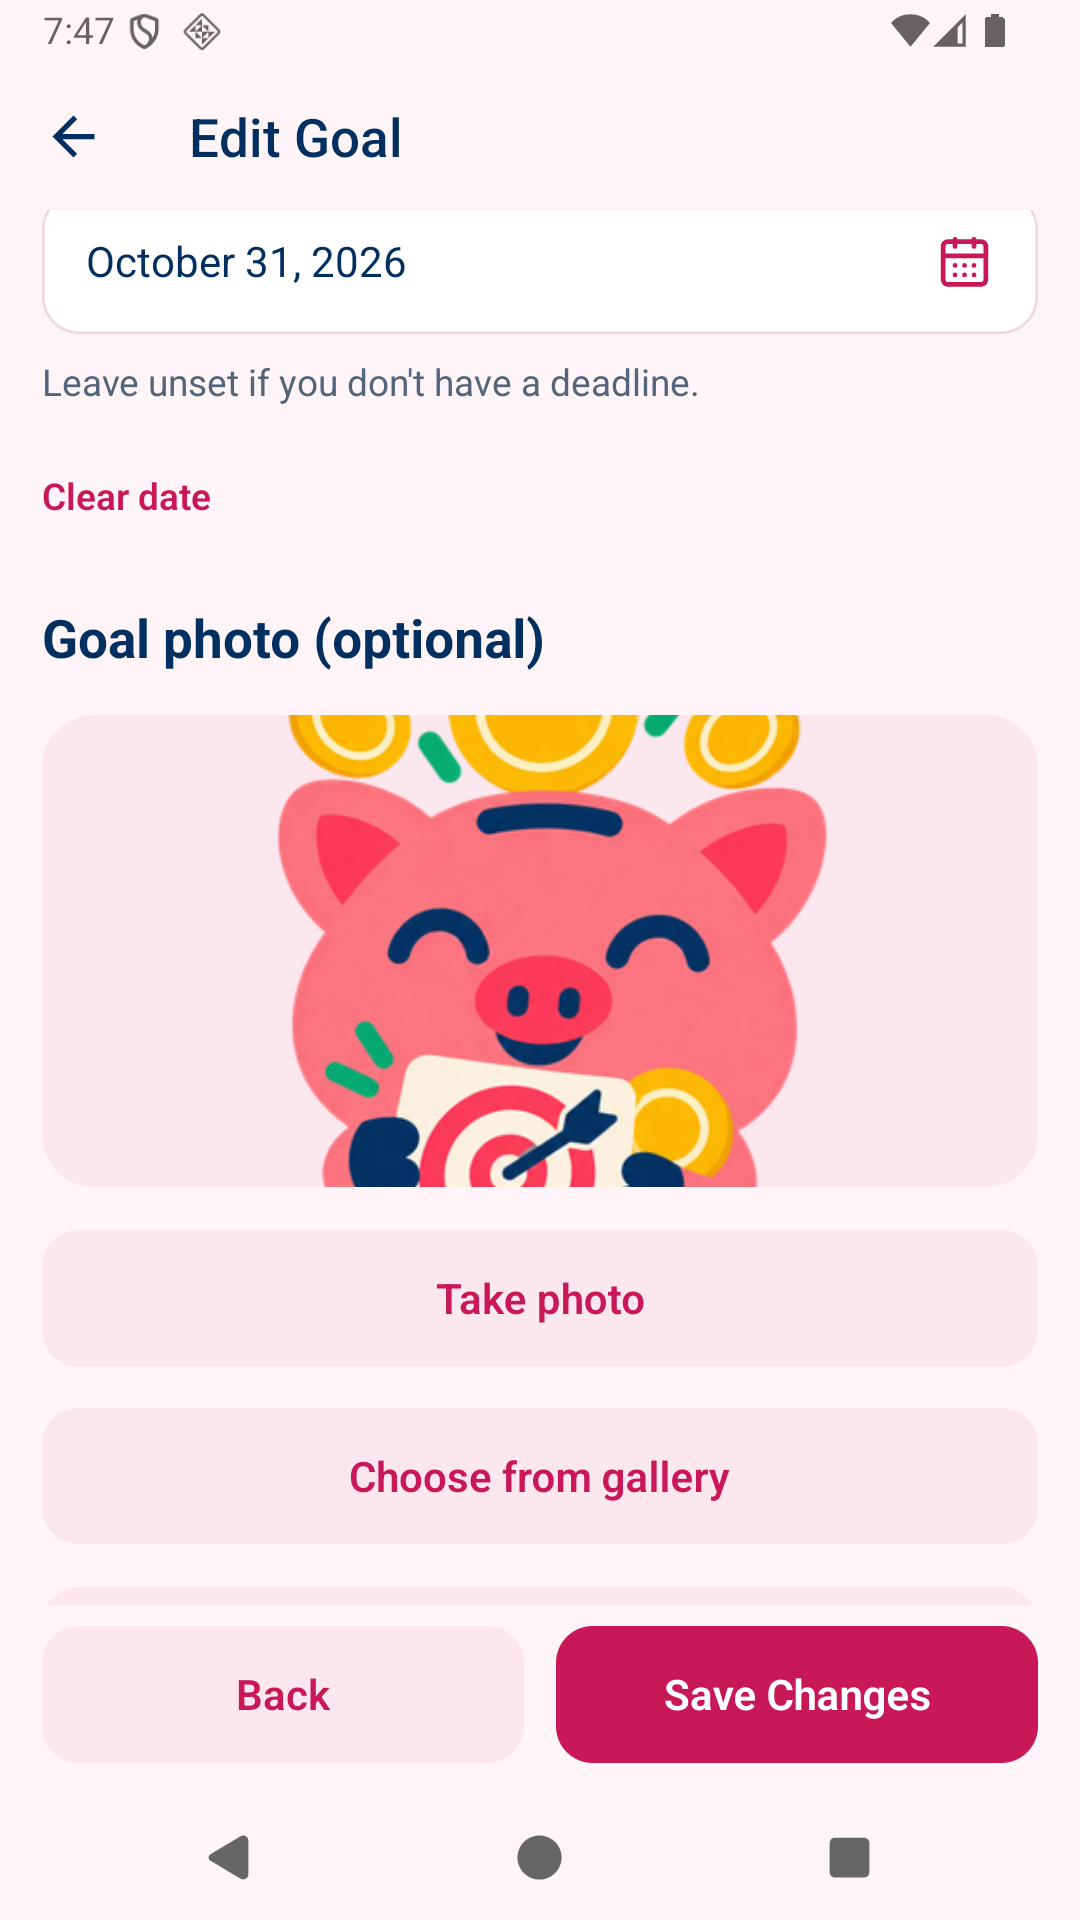 7:47
Edit Goal
October 31, 2026
Leave unset if you don't have a deadline.
Clear date
Goal photo (optional)
Take photo
Choose from gallery
Back
Save Changes